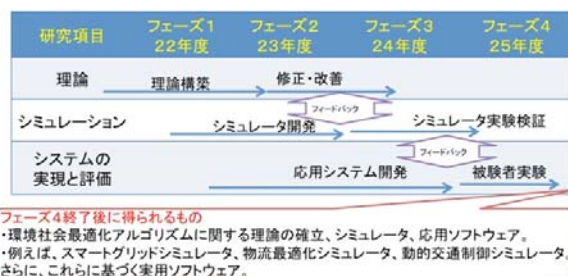 研究項目 フェーズ1 フェーズ2 フェーズ3 フェーズ4
22年度 23年度 24年度 25年度
理論 理論構築 修正・改善
フィードバック
シミュレーション シミュレータ開発 シミュレータ実験検証
フィードバック
システムの
実現と評価 応用システム開発 被験者実験
フェーズ4終了後に得られるもの
・環境社会最適化アルゴリズムに関する理論の確立、シミュレータ、応用ソフトウェア。
・例えば、スマートグリッドシミュレータ、物流最適化シミュレータ、動的交通制御シミュレータ。
さらに、これらに基づく実用ソフトウェア。